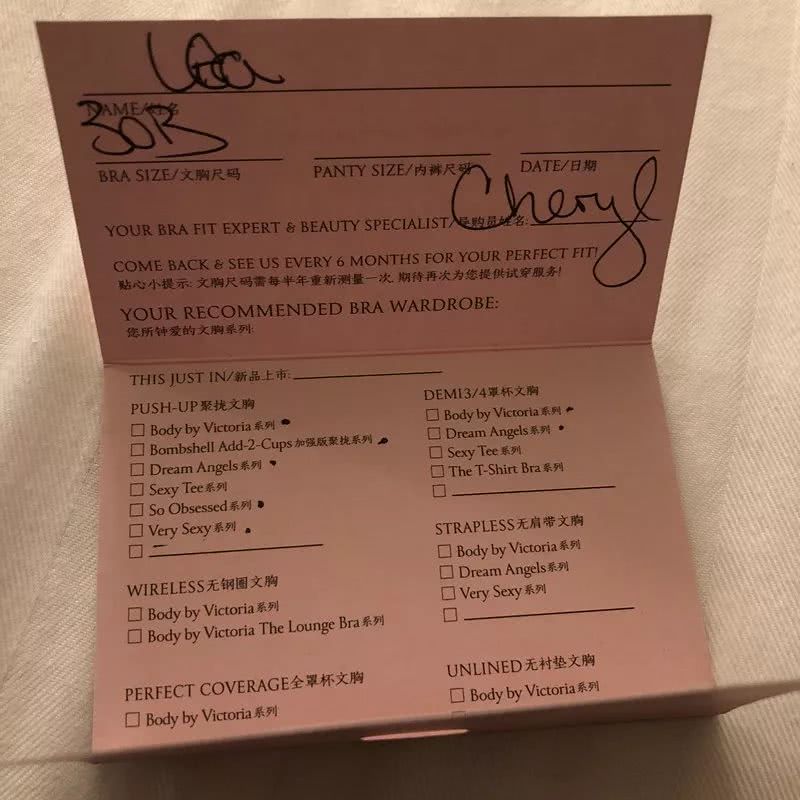 NAME/姓名
30B
BRA SIZE/文胸尺码
PANTY SIZE/内裤尺码
DATE/日期
YOUR BRA FIT EXPERT & BEAUTY SPECIALIST/导购员姓名: Cheryl
COME BACK & SEE US EVERY 6 MONTHS FOR YOUR PERFECT FIT!
贴心小提示: 文胸尺码需每半年重新测量一次, 期待再次为您提供试穿服务!
YOUR RECOMMENDED BRA WARDROBE:
您所钟爱的文胸系列:
THIS JUST IN/新品上市:
PUSH-UP聚拢文胸
Body by Victoria系列
Bombshell Add-2-Cups加强版聚拢系列
Dream Angels系列
Sexy Tee系列
So Obsessed系列
Very Sexy系列
WIRELESS无钢圈文胸
Body by Victoria系列
Body by Victoria The Lounge Bra系列
PERFECT COVERAGE全罩杯文胸
Body by Victoria系列
DEMI3/4罩杯文胸
Body by Victoria系列
Dream Angels系列
Sexy Tee系列
The T-Shirt Bra系列
STRAPLESS无肩带文胸
Body by Victoria系列
Dream Angels系列
Very Sexy系列
UNLINED无衬垫文胸
Body by Victoria系列